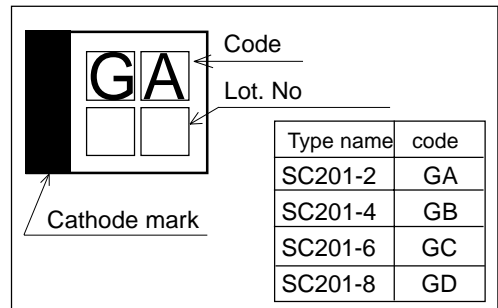 GA
Code
Lot. No
Cathode mark
Type name code
SC201-2 GA
SC201-4 GB
SC201-6 GC
SC201-8 GD